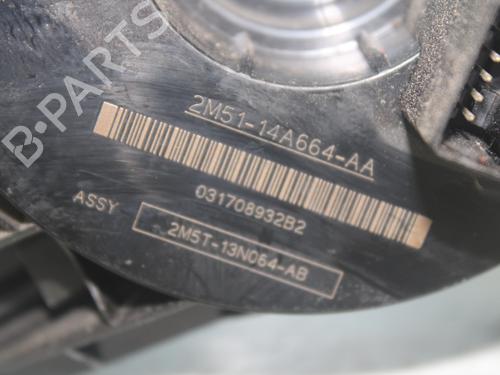 B-PARTS
2M51-14A664-AA
031708932B2
ASSY
2M5T-13N064-AB